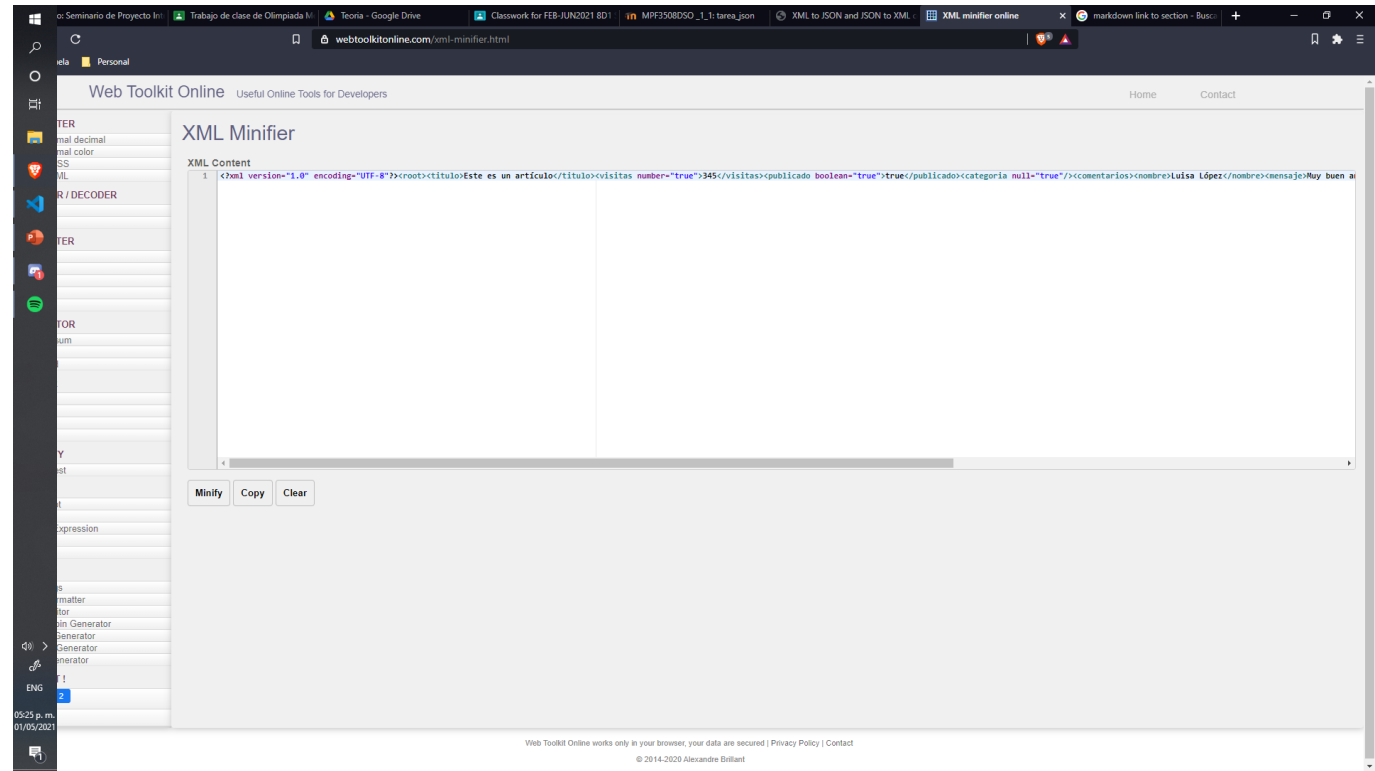 o: Seminario de Proyecto Int
Trabajo de clase de Olimpiada M
Teoria - Google Drive
Classwork for FEB-JUN2021 8D1
MPF3508DSO _1_1: tarea_json
XML to JSON and JSON to XML c
XML minifier online
markdown link to section - Busca
webtoolkitonline.com/xml-minifier.html
ela
Personal
Web Toolkit Online Useful Online Tools for Developers
Home
Contact
TER
mal decimal
mal color
SS
ML
R / DECODER
TER
TOR
sum
Y
est
Expression
rmatter
itor
oin Generator
Generator
Generator
enerator
2
XML Minifier
XML Content
1 <?xml version="1.0" encoding="UTF-8"?><root><titulo>Este es un artículo</titulo><visitas number="true">345</visitas><publicado boolean="true">true</publicado><categoria null="true"/><comentarios><nombre>Luisa López</nombre><mensaje>Muy buen a
Minify
Copy
Clear
ENG
05:25 p. m.
01/05/2021
Web Toolkit Online works only in your browser, your data are secured | Privacy Policy | Contact
© 2014-2020 Alexandre Brillant